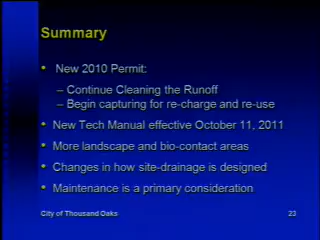 Summary
• New 2010 Permit:
– Continue Cleaning the Runoff
– Begin capturing for re-charge and re-use
• New Tech Manual effective October 11, 2011
• More landscape and bio-contact areas
• Changes in how site-drainage is designed
• Maintenance is a primary consideration
City of Thousand Oaks 23